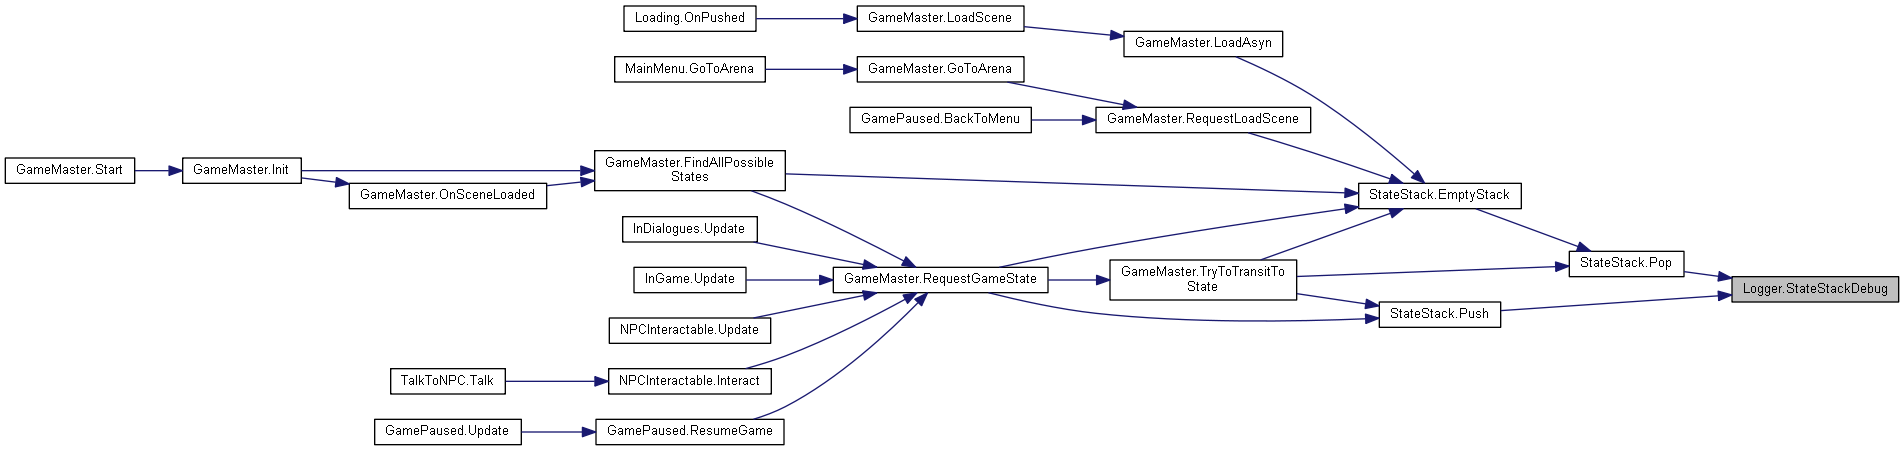 Loading.OnPushed
GameMaster.LoadScene
GameMaster.LoadAsyn
MainMenu.GoToArena
GameMaster.GoToArena
GamePaused.BackToMenu
GameMaster.RequestLoadScene
GameMaster.Start
GameMaster.Init
GameMaster.FindAllPossible
States
GameMaster.OnSceneLoaded
StateStack.EmptyStack
InDialogues.Update
InGame.Update
GameMaster.RequestGameState
GameMaster.TryToTransitTo
State
StateStack.Pop
Logger.StateStackDebug
NPCInteractable.Update
StateStack.Push
TalkToNPC.Talk
NPCInteractable.Interact
GamePaused.Update
GamePaused.ResumeGame